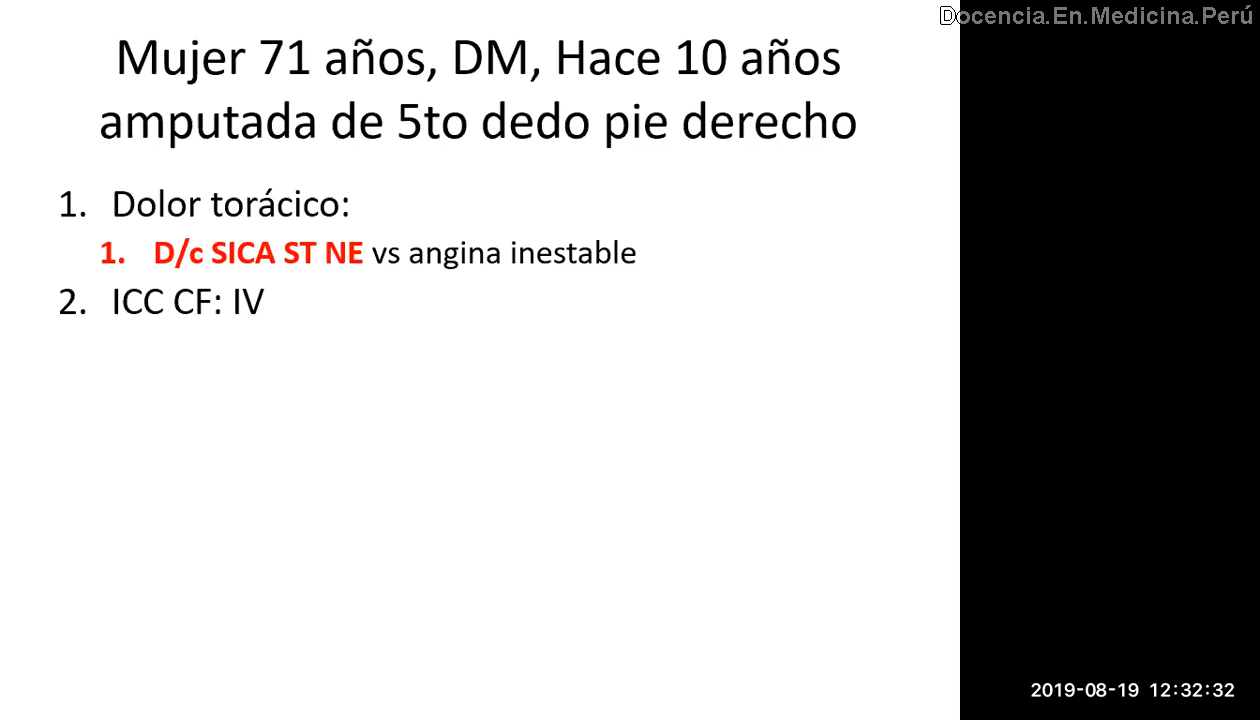 Docencia.En.Medicina.Perú
Mujer 71 años, DM, Hace 10 años
amputada de 5to dedo pie derecho
1. Dolor torácico:
1. D/c SICA ST NE vs angina inestable
2. ICC CF: IV
2019-08-19 12:32:32